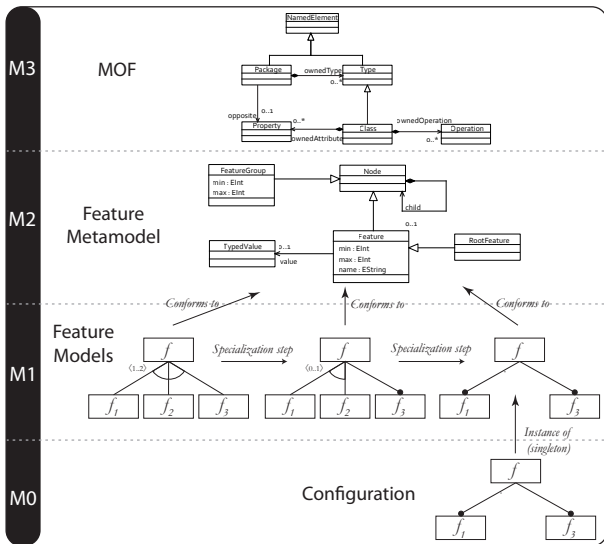 M3
MOF
NamedElement
Package
ownedType
0..*
Type
opposite
0..1
Property
0..*
ownedAttribute
Class
ownedOperation
0..*
Operation
M2
Feature
Metamodel
FeatureGroup
min : EInt
max : EInt
Node
child
0..1
TypedValue
0..1
value
Feature
min : EInt
max : EInt
name : EString
RootFeature
Conforms to
Conforms to
Conforms to
M1
Feature
Models
f
⟨1..2⟩
f1
f2
f3
Specialization step
f
⟨0..1⟩
f1
f2
f3
Specialization step
f
f1
f3
Instance of
(singleton)
M0
Configuration
f
f1
f3